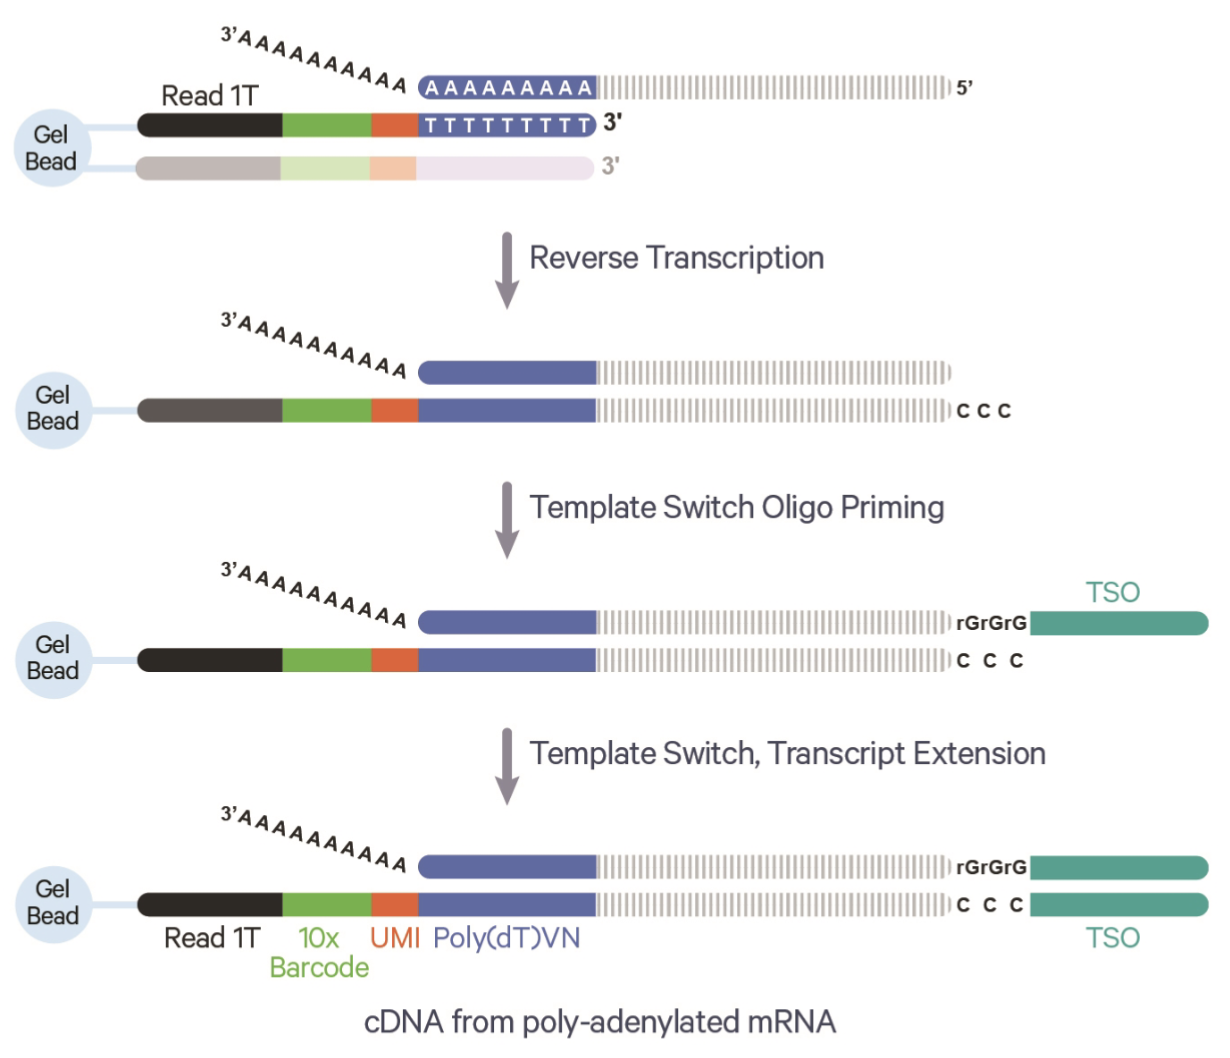 3’AAAAAAAAAA
AAAAAAAAAA 5’
Read 1T
Gel
Bead
TTTTTTTTT 3'
3'
Reverse Transcription
3’AAAAAAAAAA
Gel
Bead
C C C
Template Switch Oligo Priming
3’AAAAAAAAAA
TSO
rGrGrG
Gel
Bead
C C C
Template Switch, Transcript Extension
3’AAAAAAAAAA
rGrGrG
Gel
Bead
C C C
Read 1T
10x
Barcode
UMI
Poly(dT)VN
TSO
cDNA from poly-adenylated mRNA